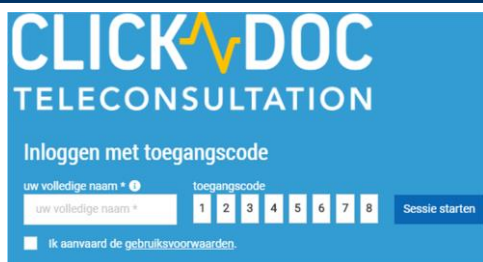 CLICK DOC
TELECONSULTATION
Inloggen met toegangscode
uw volledige naam * i toegangscode
uw volledige naam * 1 2 3 4 5 6 7 8 Sessie starten
Ik aanvaard de gebruiksvoorwaarden.